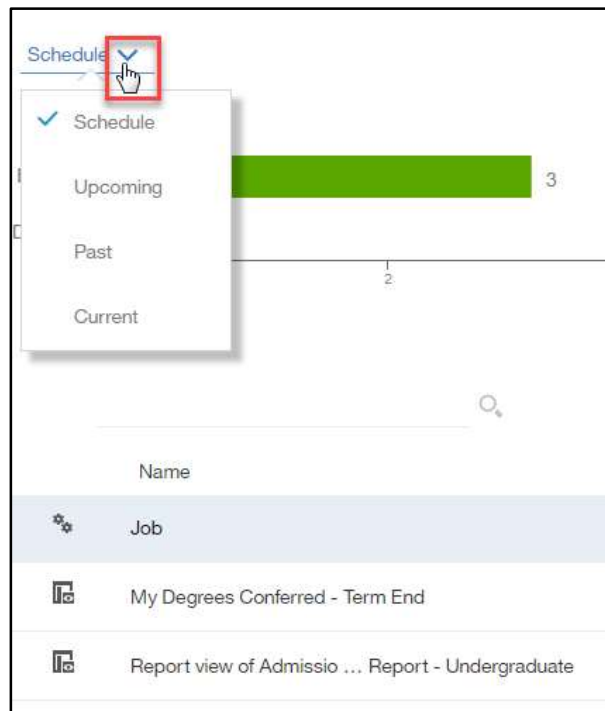 Schedule
Schedule
Upcoming
3
Past
2
Current
Name
Job
My Degrees Conferred - Term End
Report view of Admissio ... Report - Undergraduate